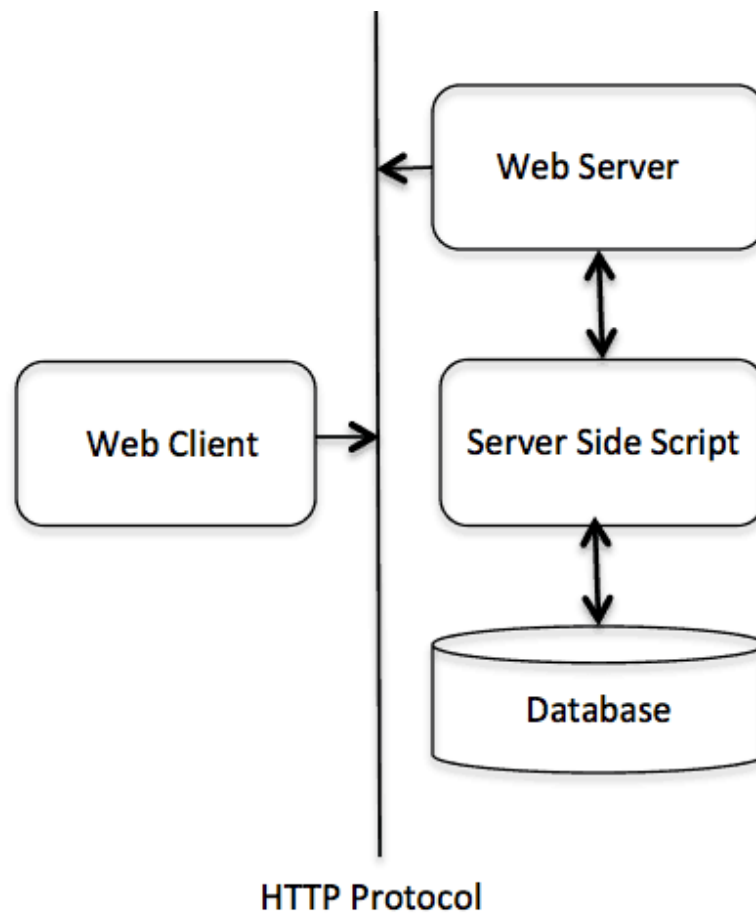 Web Server
Web Client
Server Side Script
Database
HTTP Protocol